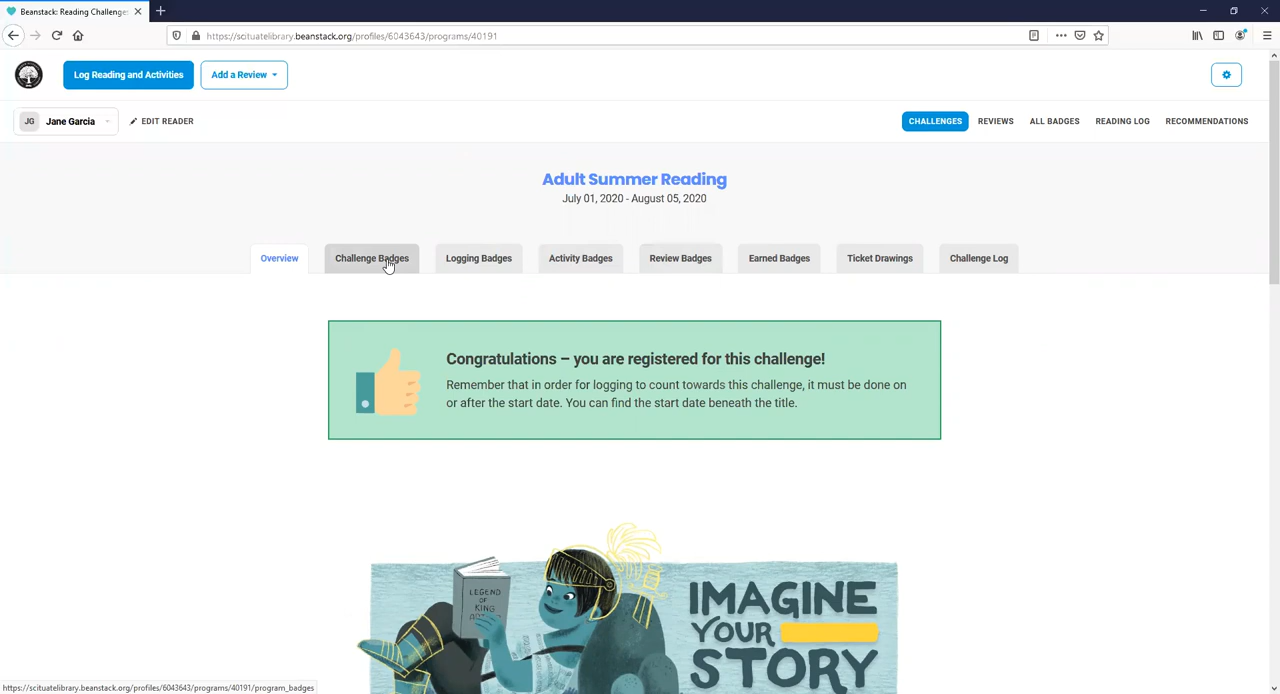 Beanstack: Reading Challenge
https://scituatelibrary.beanstack.org/profiles/6043643/programs/40191
Log Reading and Activities
Add a Review
JG
Jane Garcia
EDIT READER
CHALLENGES
REVIEWS
ALL BADGES
READING LOG
RECOMMENDATIONS
Adult Summer Reading
July 01, 2020 - August 05, 2020
Overview
Challenge Badges
Logging Badges
Activity Badges
Review Badges
Earned Badges
Ticket Drawings
Challenge Log
Congratulations – you are registered for this challenge!
Remember that in order for logging to count towards this challenge, it must be done on
or after the start date. You can find the start date beneath the title.
LEGEND
OF
KING
IMAGINE
YOUR
STORY
https://scituatelibrary.beanstack.org/profiles/6043643/programs/40191/program_badges